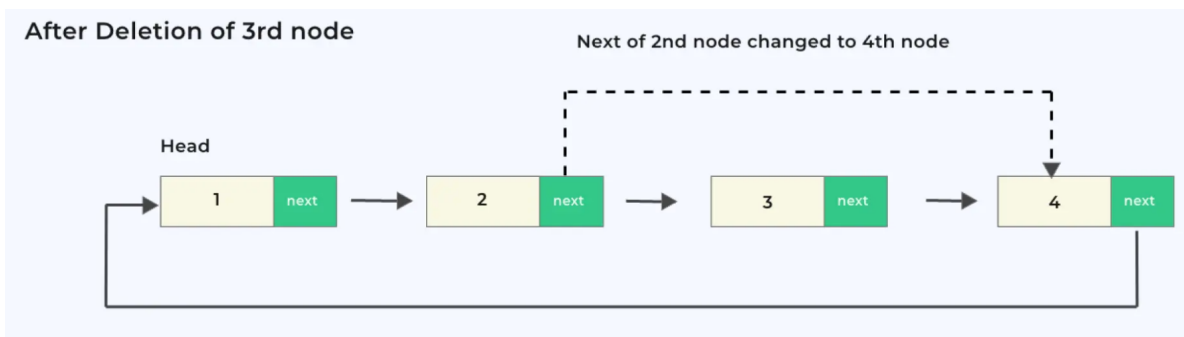 After Deletion of 3rd node
Next of 2nd node changed to 4th node
Head
1 next 2 next 3 next 4 next